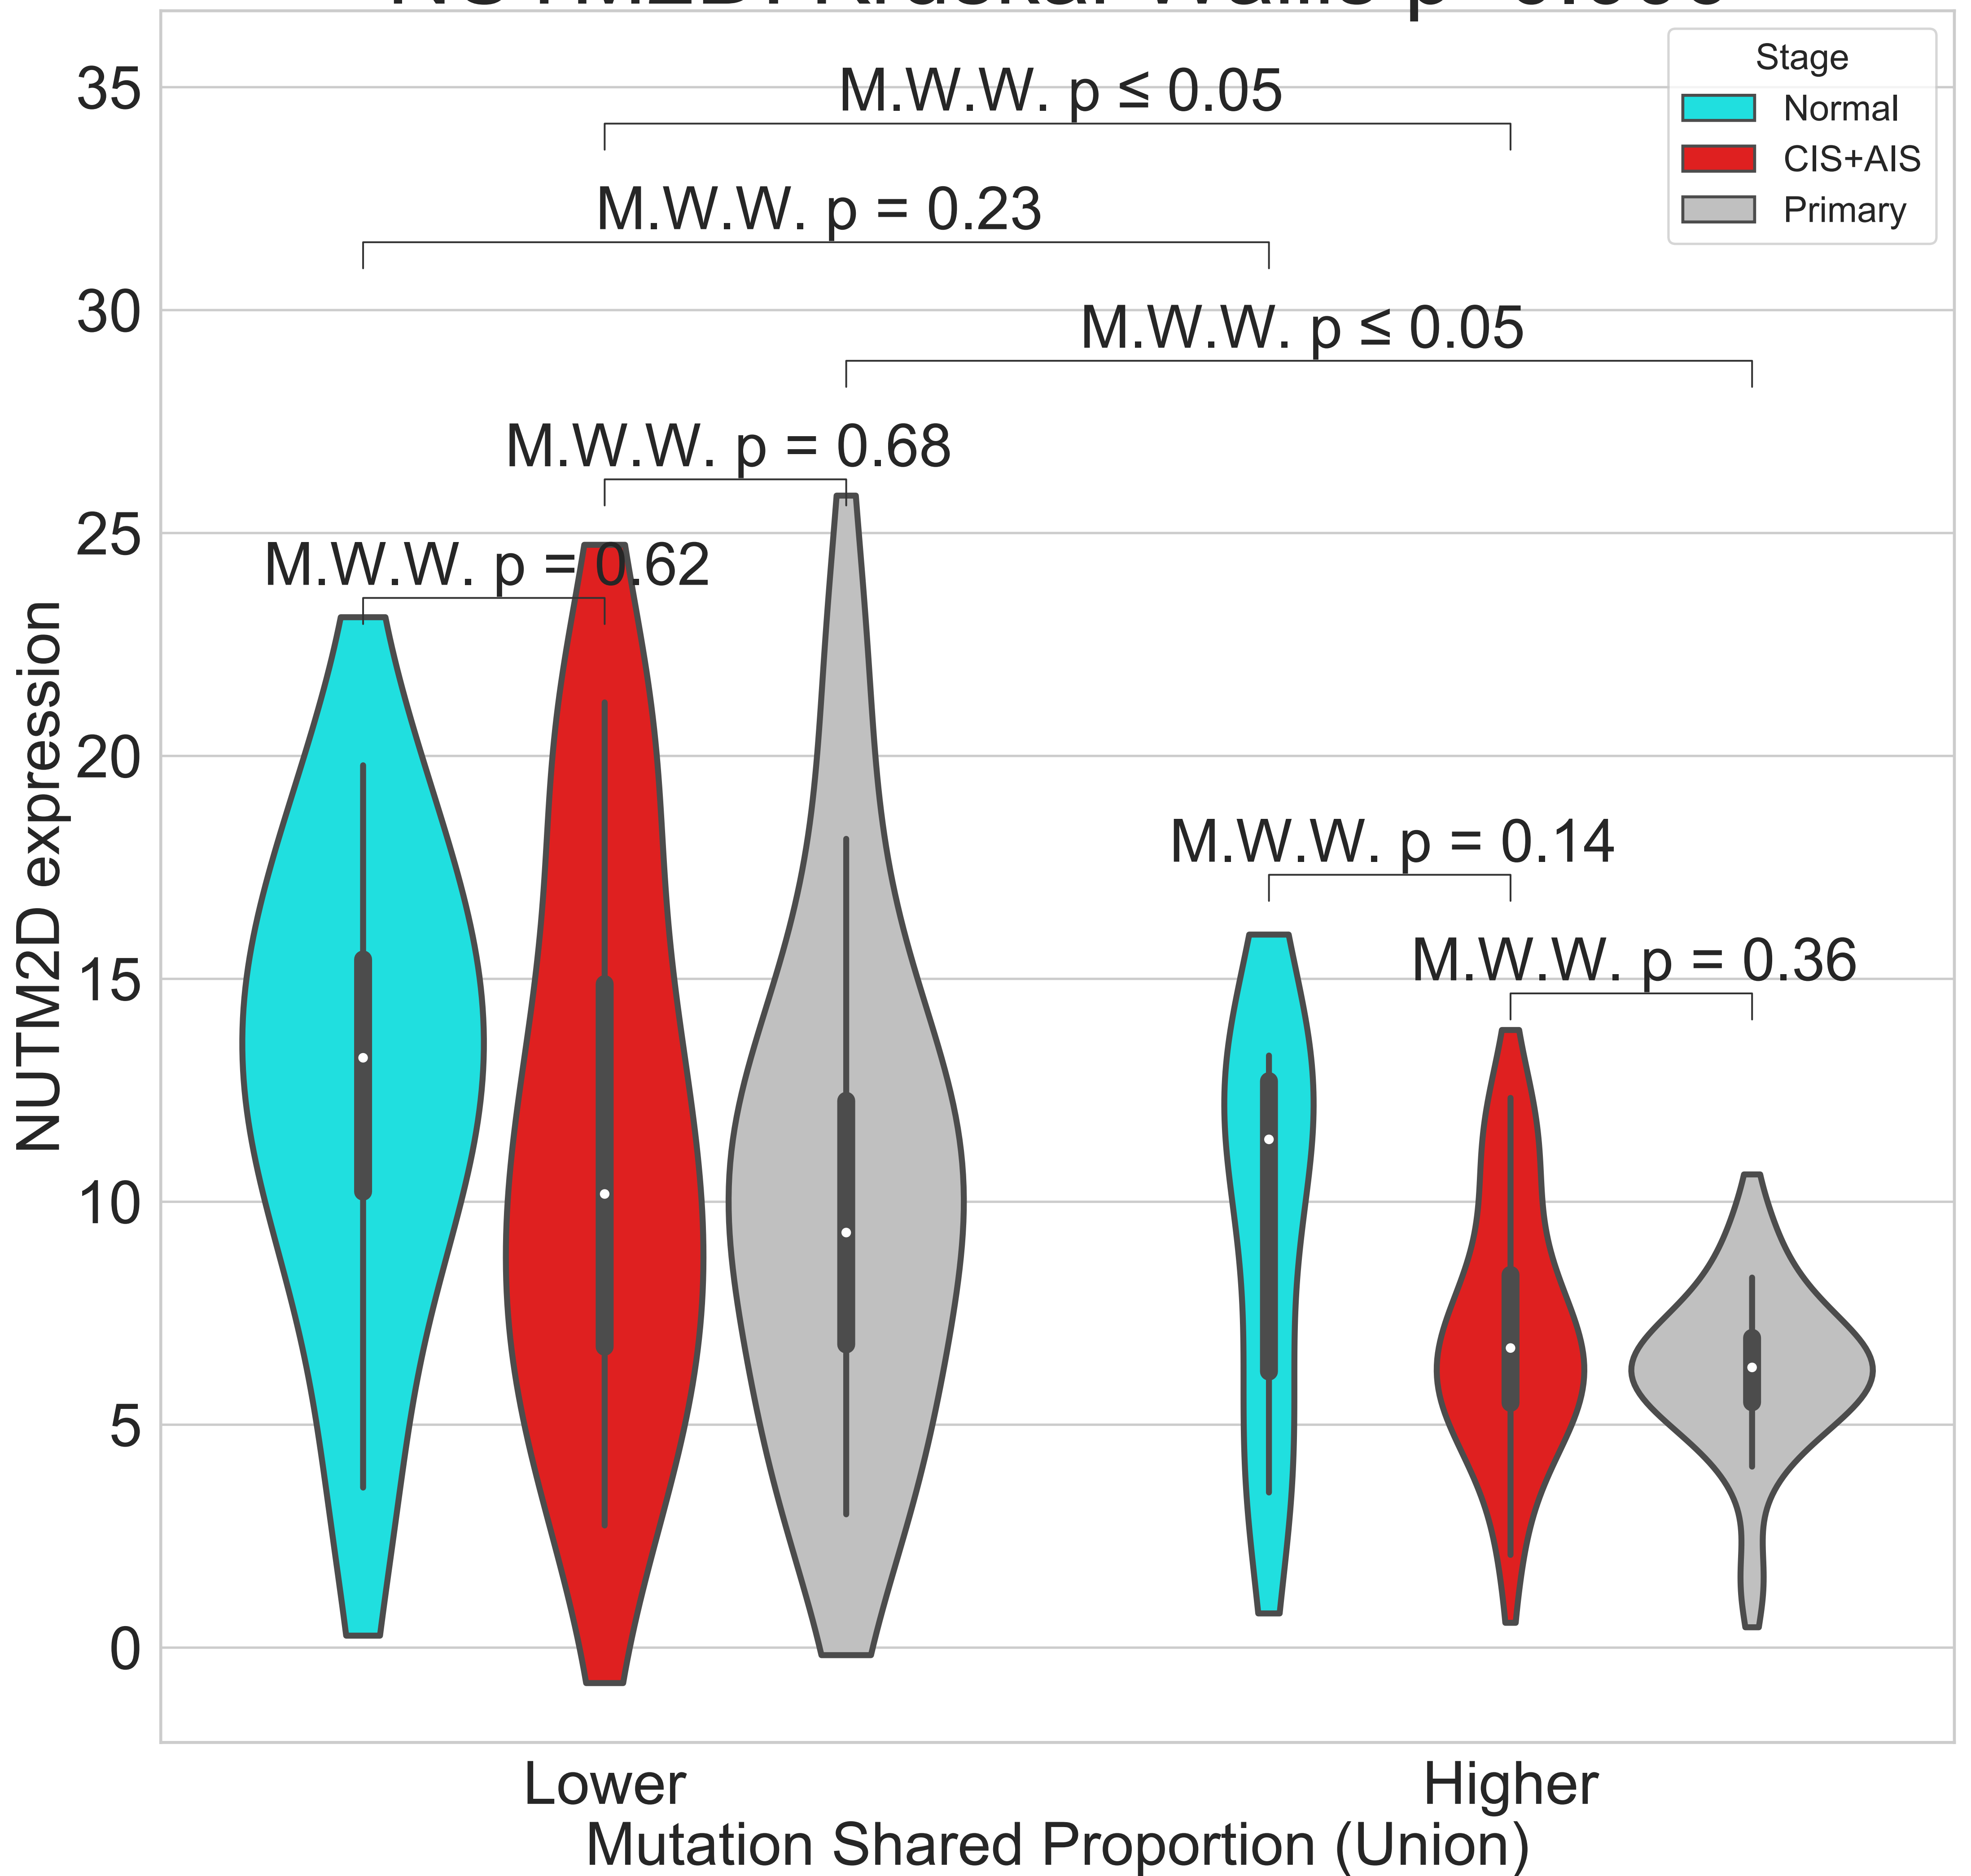 Stage
Normal
CIS+AIS
Primary
M.W.W. p ≤ 0.05
M.W.W. p = 0.23
M.W.W. p ≤ 0.05
M.W.W. p = 0.68
M.W.W. p = 0.62
M.W.W. p = 0.14
M.W.W. p = 0.36
35
30
25
20
15
10
5
0
NUTM2D expression
Lower
Higher
Mutation Shared Proportion (Union)